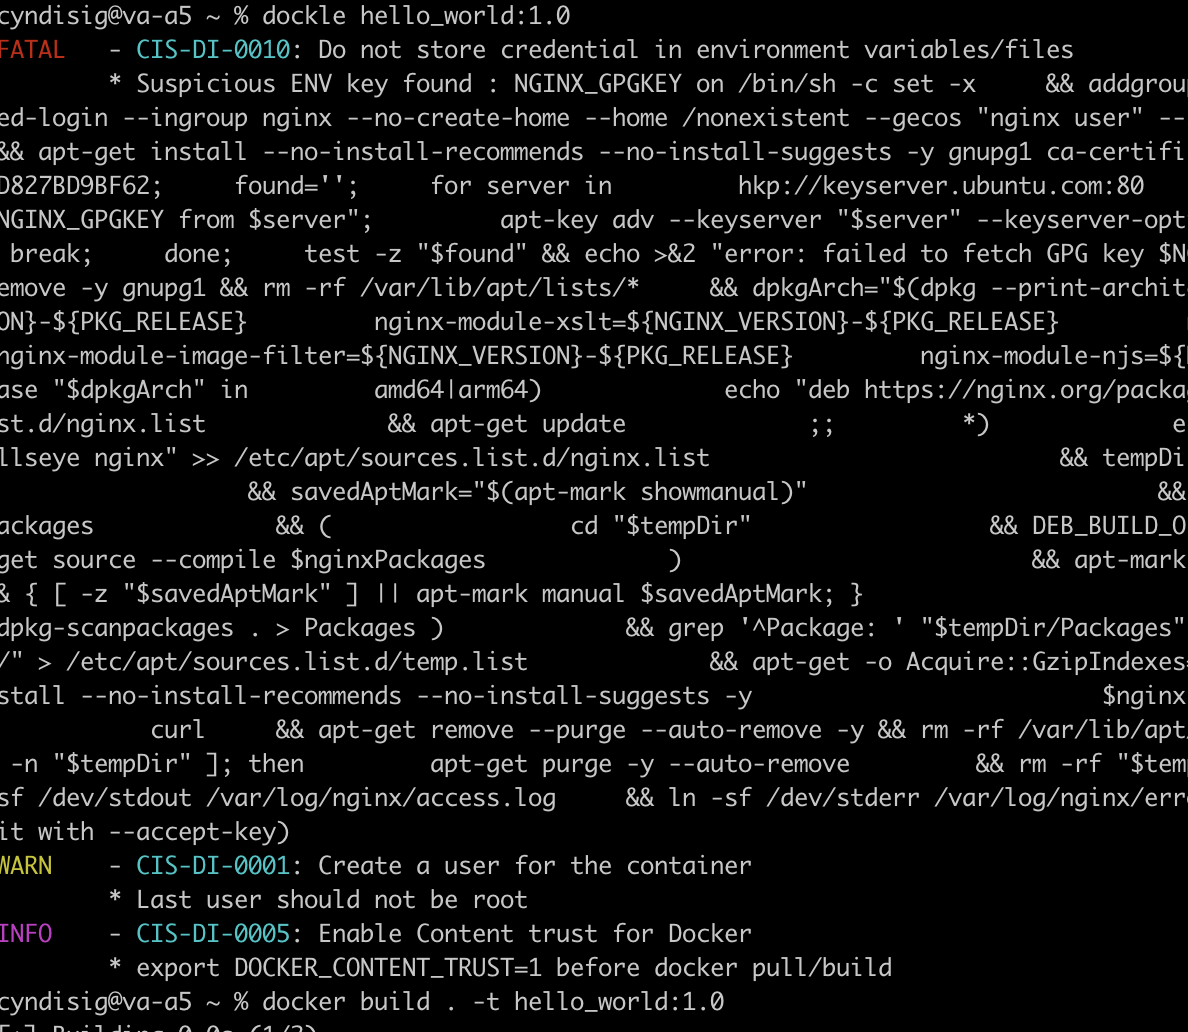 cyndisig@va-a5 ~ % dockle hello_world:1.0
FATAL - CIS-DI-0010: Do not store credential in environment variables/files
* Suspicious ENV key found : NGINX_GPGKEY on /bin/sh -c set -x && addgrou
ed-login --ingroup nginx --no-create-home --home /nonexistent --gecos "nginx user" --
&& apt-get install --no-install-recommends --no-install-suggests -y gnupg1 ca-certifi
D827BD9BF62; found=''; for server in hkp://keyserver.ubuntu.com:80
NGINX_GPGKEY from $server"; apt-key adv --keyserver "$server" --keyserver-opt
break; done; test -z "$found" && echo >&2 "error: failed to fetch GPG key $N
emove -y gnupg1 && rm -rf /var/lib/apt/lists/* && dpkgArch="$(dpkg --print-archit
ON}-${PKG_RELEASE} nginx-module-xslt=${NGINX_VERSION}-${PKG_RELEASE}
nginx-module-image-filter=${NGINX_VERSION}-${PKG_RELEASE} nginx-module-njs=${
ase "$dpkgArch" in amd64|arm64) echo "deb https://nginx.org/packag
st.d/nginx.list && apt-get update ;; *) e
llseye nginx" >> /etc/apt/sources.list.d/nginx.list && tempDi
&& savedAptMark="$(apt-mark showmanual)" &&
ackages && ( cd "$tempDir" && DEB_BUILD_O
get source --compile $nginxPackages ) && apt-mark
& { [ -z "$savedAptMark" ] || apt-mark manual $savedAptMark; }
dpkg-scanpackages . > Packages ) && grep '^Package: ' "$tempDir/Packages"
/" > /etc/apt/sources.list.d/temp.list && apt-get -o Acquire::GzipIndexes=
stall --no-install-recommends --no-install-suggests -y $nginx
curl && apt-get remove --purge --auto-remove -y && rm -rf /var/lib/apt/
-n "$tempDir" ]; then apt-get purge -y --auto-remove && rm -rf "$tem
sf /dev/stdout /var/log/nginx/access.log && ln -sf /dev/stderr /var/log/nginx/erro
it with --accept-key)
WARN - CIS-DI-0001: Create a user for the container
* Last user should not be root
INFO - CIS-DI-0005: Enable Content trust for Docker
* export DOCKER_CONTENT_TRUST=1 before docker pull/build
cyndisig@va-a5 ~ % docker build . -t hello_world:1.0
[+] Building 0.0s (1/3)